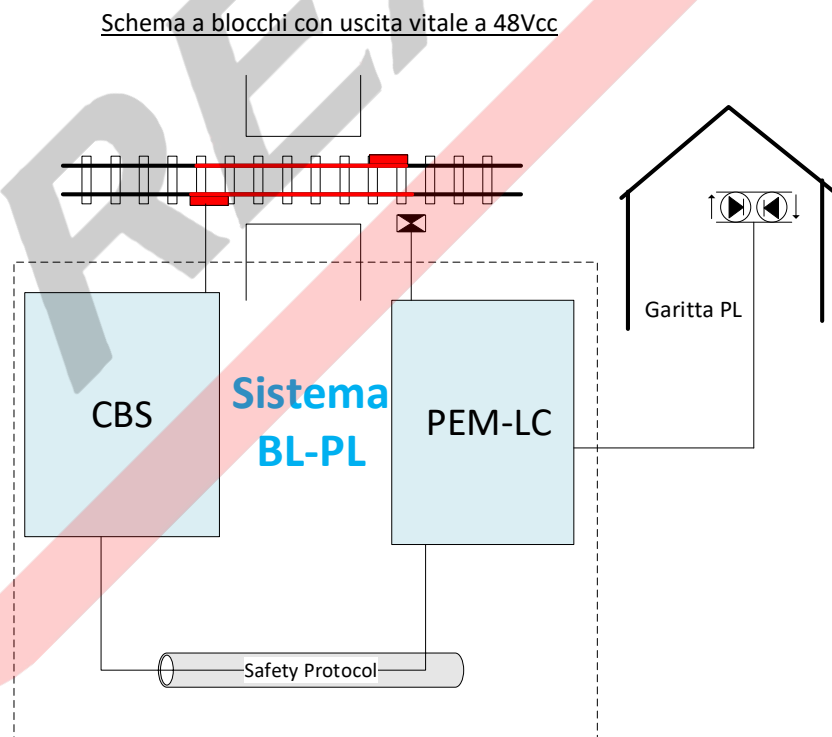 Schema a blocchi con uscita vitale a 48Vcc
Garitta PL
CBS
Sistema
BL-PL
PEM-LC
Safety Protocol